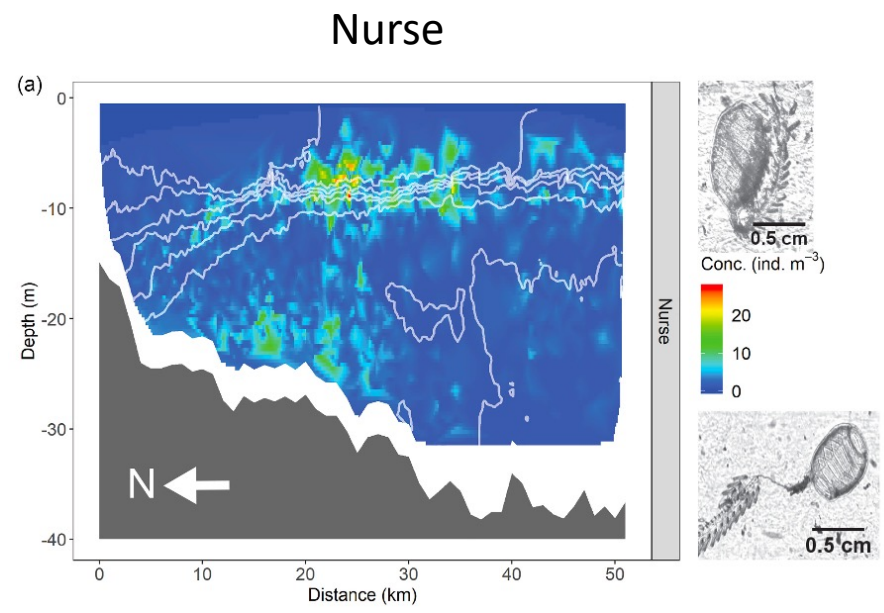 Nurse
(a)
0
-10
-20
-30
-40
Depth (m)
0 10 20 30 40 50
Distance (km)
N
Nurse
0.5 cm
Conc. (ind. m⁻³)
20
10
0
0.5 cm